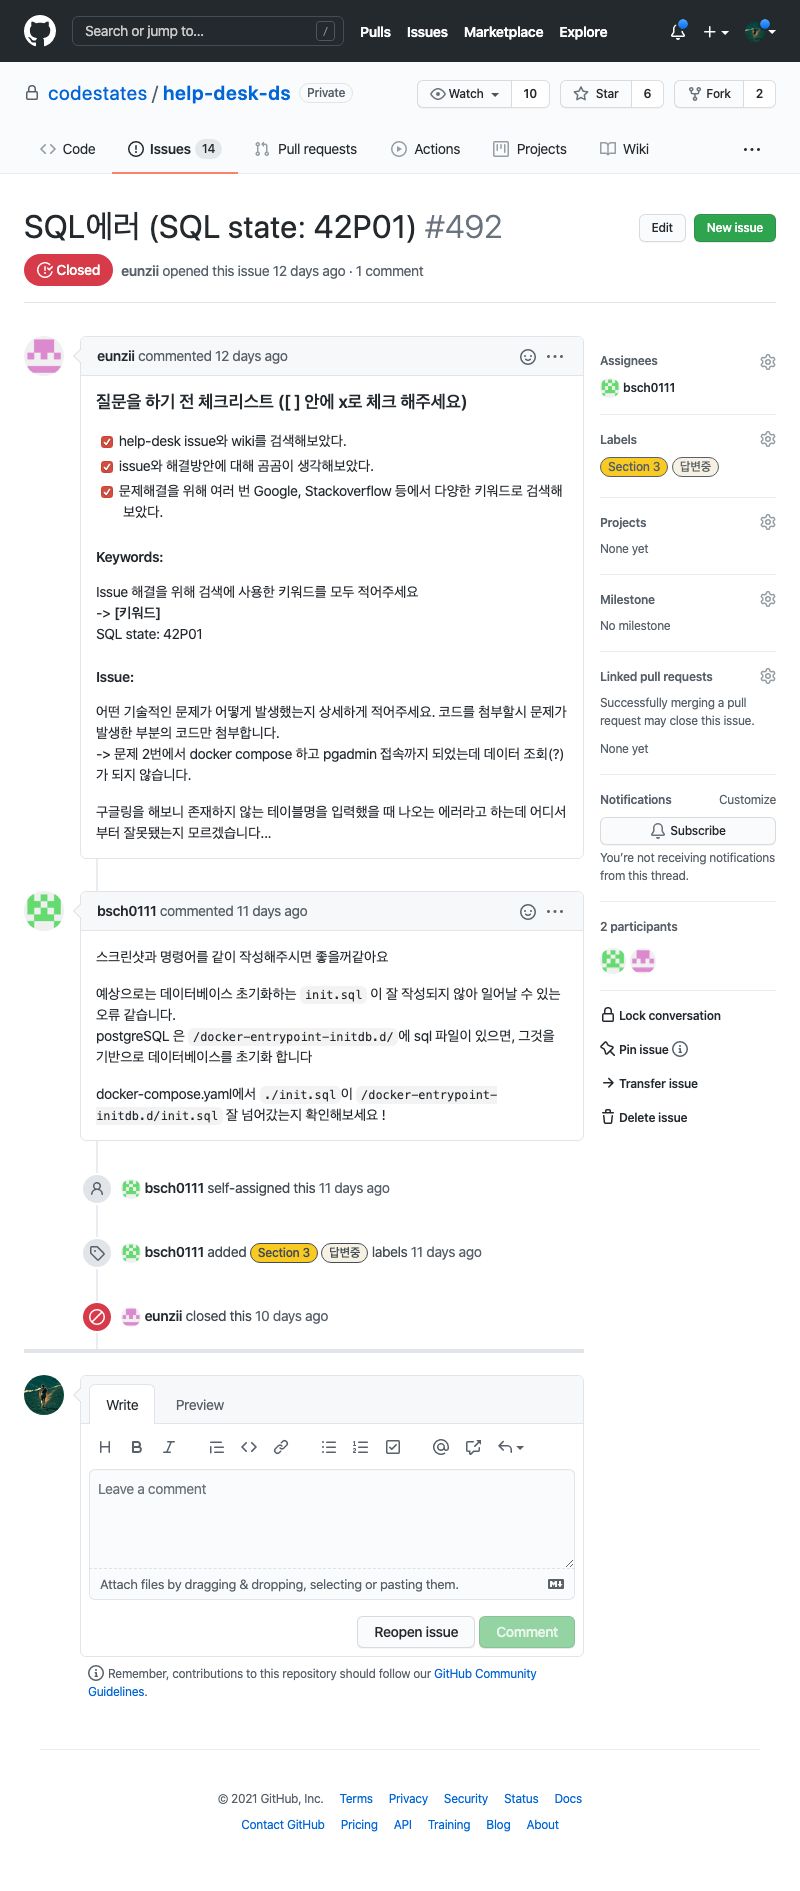 Search or jump to...
/
Pulls
Issues
Marketplace
Explore
codestates / help-desk-ds
Private
Watch
10
Star
6
Fork
2
Code
Issues 14
Pull requests
Actions
Projects
Wiki
SQL에러 (SQL state: 42P01) #492
Edit
New issue
Closed
eunzii opened this issue 12 days ago · 1 comment
eunzii commented 12 days ago
질문을 하기 전 체크리스트 ([ ] 안에 x로 체크 해주세요)
help-desk issue와 wiki를 검색해보았다.
issue와 해결방안에 대해 곰곰이 생각해보았다.
문제해결을 위해 여러 번 Google, Stackoverflow 등에서 다양한 키워드로 검색해
보았다.
Keywords:
Issue 해결을 위해 검색에 사용한 키워드를 모두 적어주세요
-> [키워드]
SQL state: 42P01
Issue:
어떤 기술적인 문제가 어떻게 발생했는지 상세하게 적어주세요. 코드를 첨부할시 문제가
발생한 부분의 코드만 첨부합니다.
-> 문제 2번에서 docker compose 하고 pgadmin 접속까지 되었는데 데이터 조회(?)
가 되지 않습니다.
구글링을 해보니 존재하지 않는 테이블명을 입력했을 때 나오는 에러라고 하는데 어디서
부터 잘못됐는지 모르겠습니다...
bsch0111 commented 11 days ago
스크린샷과 명령어를 같이 작성해주시면 좋을꺼같아요
예상으로는 데이터베이스 초기화하는 init.sql 이 잘 작성되지 않아 일어날 수 있는
오류 같습니다.
postgreSQL 은 /docker-entrypoint-initdb.d/ 에 sql 파일이 있으면, 그것을
기반으로 데이터베이스를 초기화 합니다
docker-compose.yaml에서 ./init.sql 이 /docker-entrypoint-
initdb.d/init.sql 잘 넘어갔는지 확인해보세요 !
bsch0111 self-assigned this 11 days ago
bsch0111 added Section 3 답변중 labels 11 days ago
eunzii closed this 10 days ago
Write
Preview
Leave a comment
Attach files by dragging & dropping, selecting or pasting them.
Reopen issue
Comment
Remember, contributions to this repository should follow our GitHub Community
Guidelines.
Assignees
bsch0111
Labels
Section 3
답변중
Projects
None yet
Milestone
No milestone
Linked pull requests
Successfully merging a pull
request may close this issue.
None yet
Notifications
Customize
Subscribe
You're not receiving notifications
from this thread.
2 participants
Lock conversation
Pin issue
Transfer issue
Delete issue
© 2021 GitHub, Inc.
Terms
Privacy
Security
Status
Docs
Contact GitHub
Pricing
API
Training
Blog
About